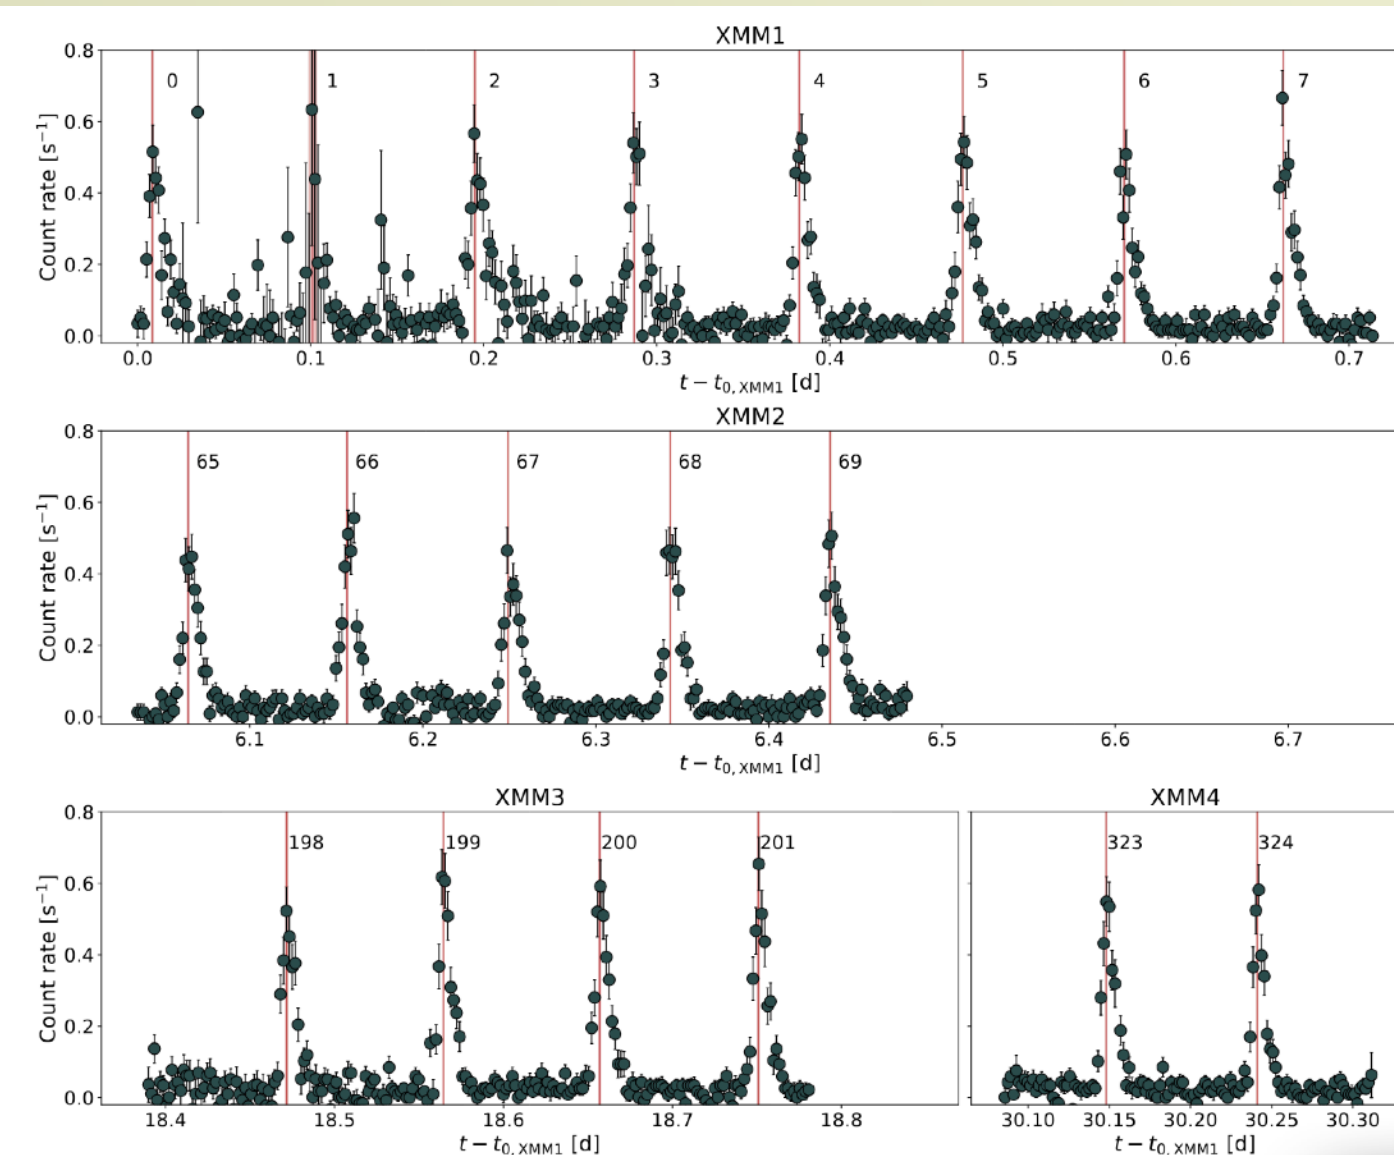 XMM1
0 1 2 3 4 5 6 7
Count rate [s⁻¹]
0.8
0.6
0.4
0.2
0.0
0.0 0.1 0.2 0.3 0.4 0.5 0.6 0.7
t − t₀, XMM1 [d]
XMM2
65 66 67 68 69
Count rate [s⁻¹]
0.8
0.6
0.4
0.2
0.0
6.1 6.2 6.3 6.4 6.5 6.6 6.7
t − t₀, XMM1 [d]
XMM3
198 199 200 201
Count rate [s⁻¹]
0.8
0.6
0.4
0.2
0.0
18.4 18.5 18.6 18.7 18.8
t − t₀, XMM1 [d]
XMM4
323 324
30.10 30.15 30.20 30.25 30.30
t − t₀, XMM1 [d]